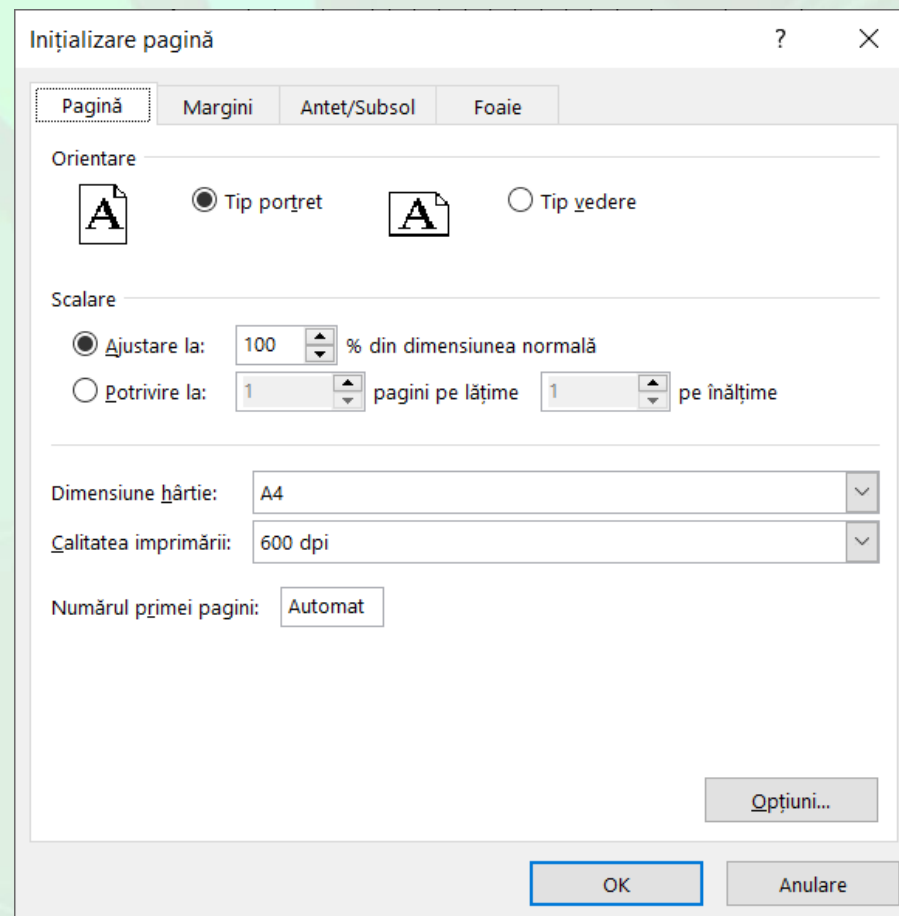 Inițializare pagină ?
Pagină Margini Antet/Subsol Foaie
Orientare
A Tip portret A Tip vedere
Scalare
Ajustare la: 100 % din dimensiunea normală
Potrivire la: 1 pagini pe lățime 1 pe înălțime
Dimensiune hârtie: A4
Calitatea imprimării: 600 dpi
Numărul primei pagini: Automat
Opțiuni...
OK Anulare